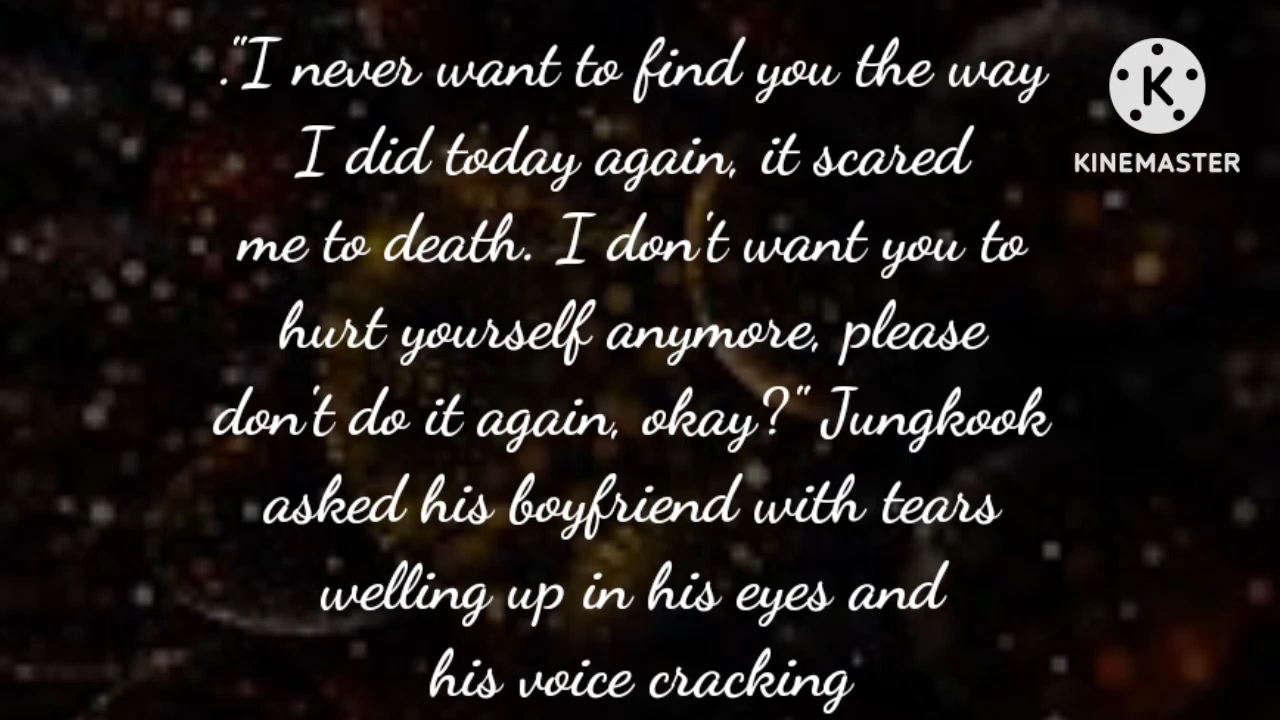 ."I never want to find you the way
I did today again, it scared
me to death. I don't want you to
hurt yourself anymore, please
don't do it again, okay?" Jungkook
asked his boyfriend with tears
welling up in his eyes and
his voice cracking
K
KINEMASTER